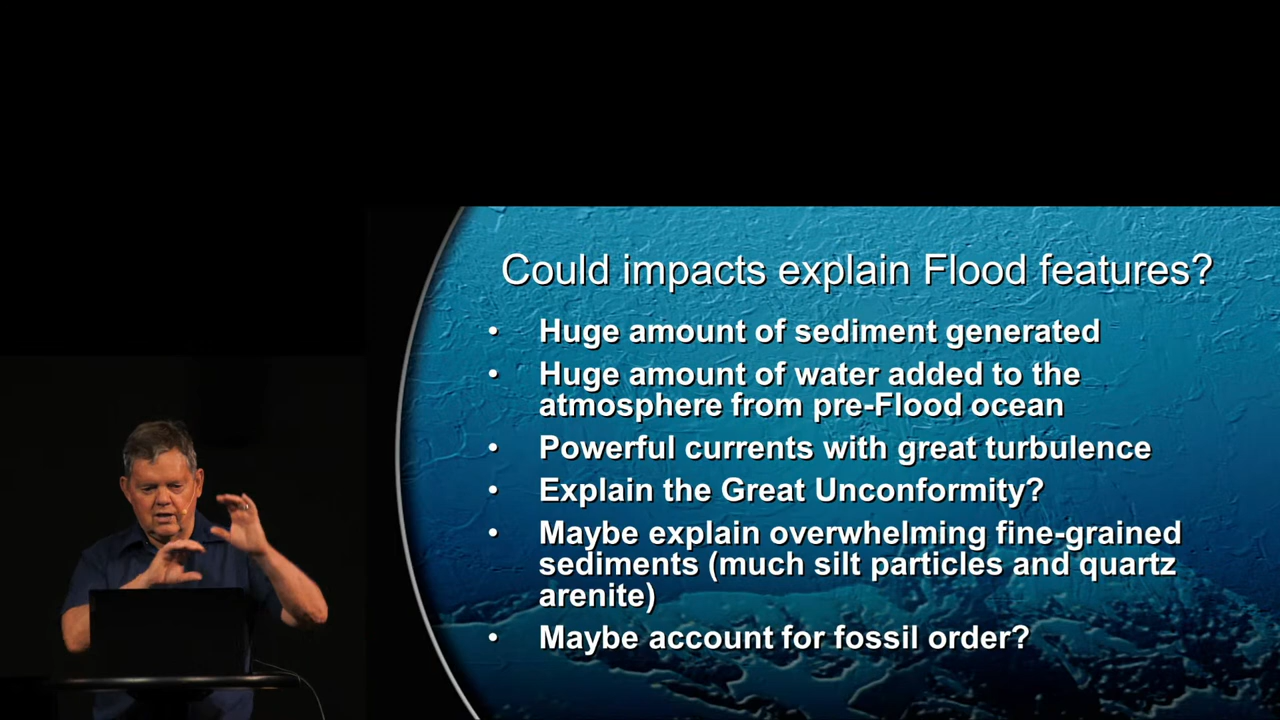 Could impacts explain Flood features?
• Huge amount of sediment generated
• Huge amount of water added to the
atmosphere from pre-Flood ocean
• Powerful currents with great turbulence
• Explain the Great Unconformity?
• Maybe explain overwhelming fine-grained
sediments (much silt particles and quartz
arenite)
• Maybe account for fossil order?